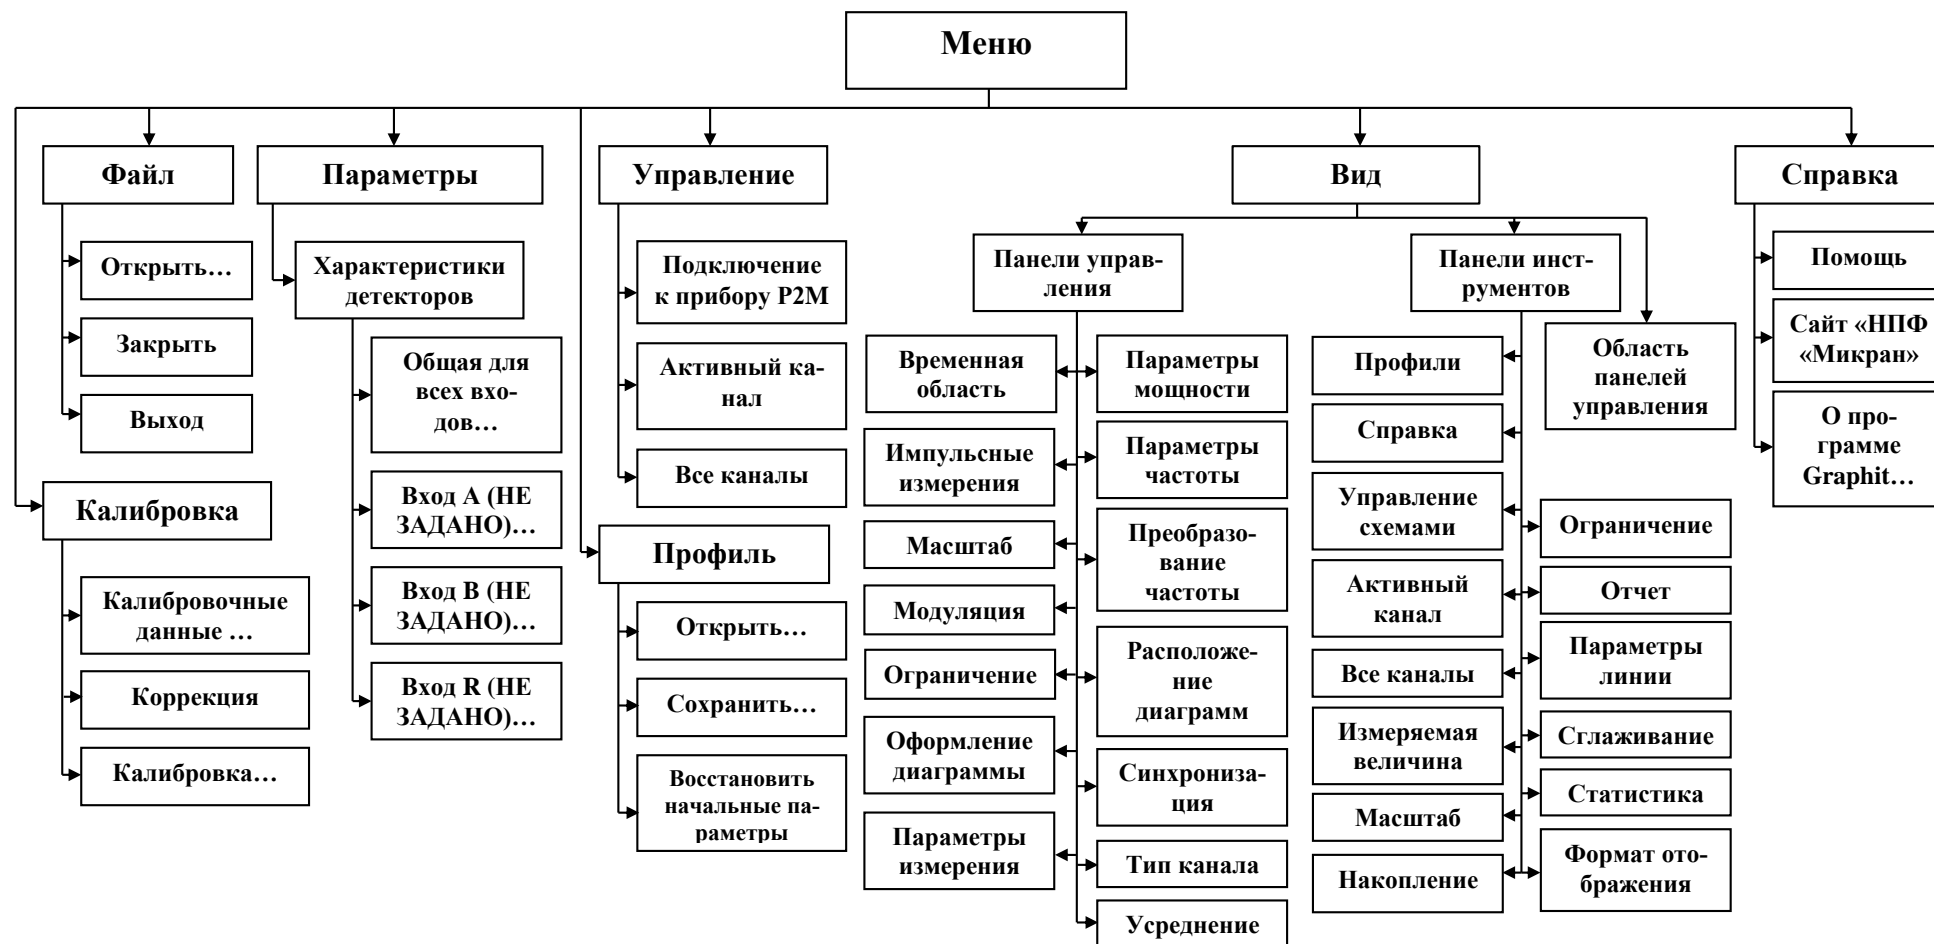 Меню
Файл
Открыть…
Закрыть
Выход
Калибровка
Калибровочные
данные …
Коррекция
Калибровка…
Параметры
Характеристики
детекторов
Общая для
всех вхо-
дов…
Вход A (НЕ
ЗАДАНО)…
Вход B (НЕ
ЗАДАНО)…
Вход R (НЕ
ЗАДАНО)…
Управление
Подключение
к прибору Р2М
Активный ка-
нал
Все каналы
Профиль
Открыть…
Сохранить…
Восстановить
начальные па-
раметры
Вид
Панели управ-
ления
Временная
область
Импульсные
измерения
Масштаб
Модуляция
Ограничение
Оформление
диаграммы
Параметры
измерения
Параметры
мощности
Параметры
частоты
Преобразо-
вание
частоты
Расположе-
ние
диаграмм
Синхрониза-
ция
Тип канала
Усреднение
Панели инст-
рументов
Профили
Справка
Управление
схемами
Активный
канал
Все каналы
Измеряемая
величина
Масштаб
Накопление
Ограничение
Отчет
Параметры
линии
Сглаживание
Статистика
Формат ото-
бражения
Область
панелей
управления
Справка
Помощь
Сайт «НПФ
«Микран»
О про-
грамме
Graphit…